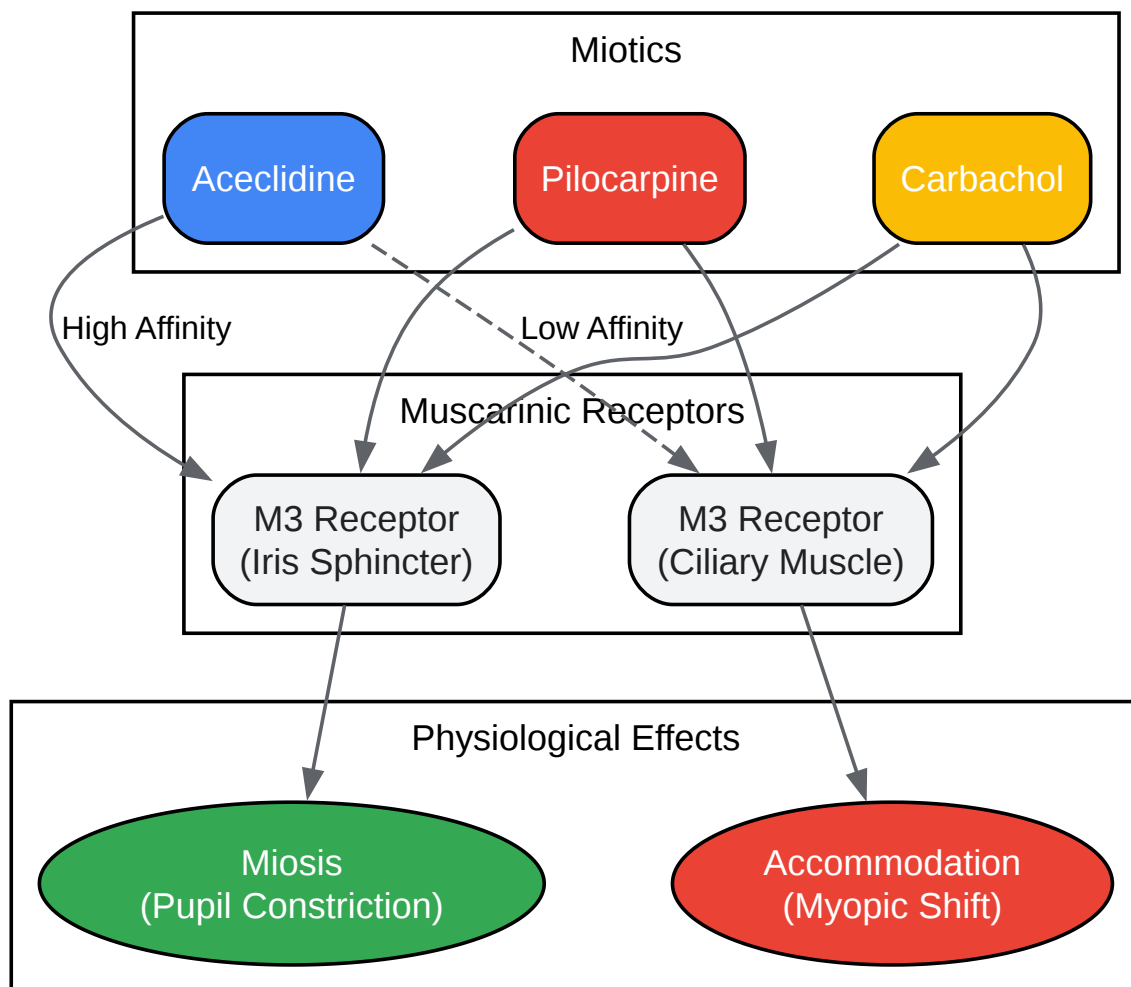 Miotics
Aceclidine
Pilocarpine
Carbachol
High Affinity
Low Affinity
Muscarinic Receptors
M3 Receptor
(Iris Sphincter)
M3 Receptor
(Ciliary Muscle)
Physiological Effects
Miosis
(Pupil Constriction)
Accommodation
(Myopic Shift)